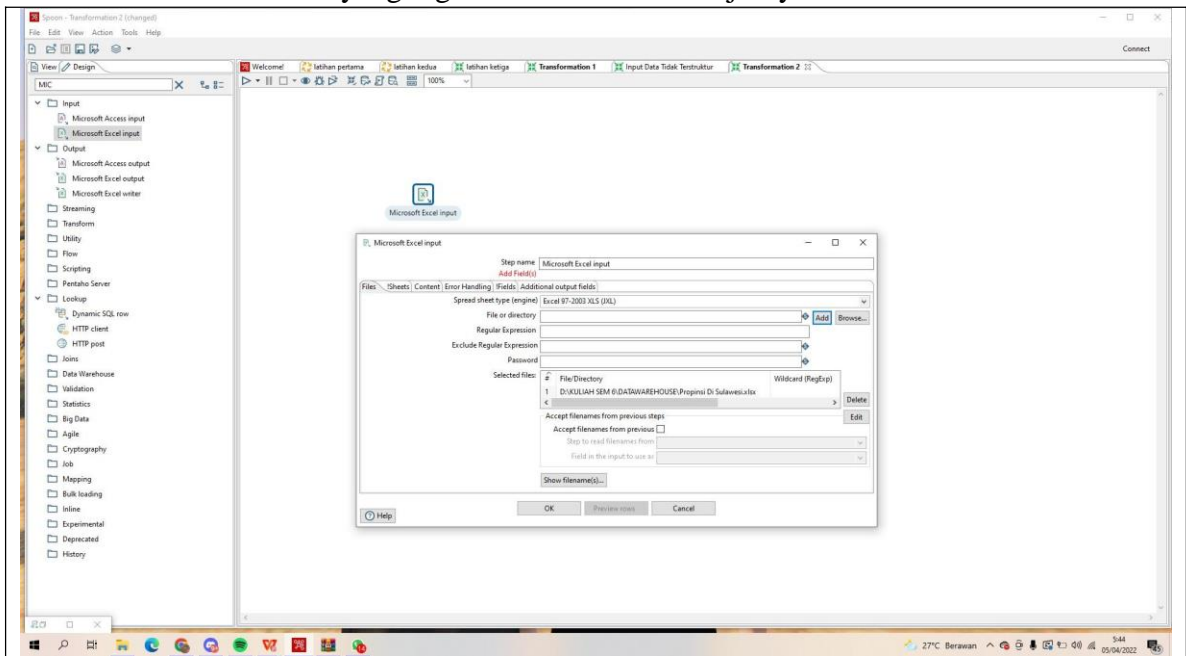 Spoon - Transformation 2 (changed)
File Edit View Action Tools Help
Connect
View Design
Welcome! latihan pertama latihan kedua latihan ketiga Transformation 1 Input Data Tidak Terstruktur Transformation 2
MIC
100%
Input
Microsoft Access input
Microsoft Excel input
Output
Microsoft Access output
Microsoft Excel output
Microsoft Excel writer
Streaming
Transform
Utility
Flow
Scripting
Pentaho Server
Lookup
Dynamic SQL row
HTTP client
HTTP post
Joins
Data Warehouse
Validation
Statistics
Big Data
Agile
Cryptography
Job
Mapping
Bulk loading
Inline
Experimental
Deprecated
History
Microsoft Excel input
Microsoft Excel input
Step name Microsoft Excel input
Add Field(s)
Files !Sheets Content Error Handling !Fields Additional output fields
Spread sheet type (engine) Excel 97-2003 XLS (JXL)
File or directory Add Browse...
Regular Expression
Exclude Regular Expression
Password
Selected files: # File/Directory Wildcard (RegExp)
1 D:\KULIAH SEM 6\DATAWAREHOUSE\Propinsi Di Sulawesi.xlsx
Delete
Edit
Accept filenames from previous steps
Accept filenames from previous
Step to read filenames from
Field in the input to use as
Show filename(s)...
Help OK Preview rows Cancel
27°C Berawan 5:44
05/04/2022